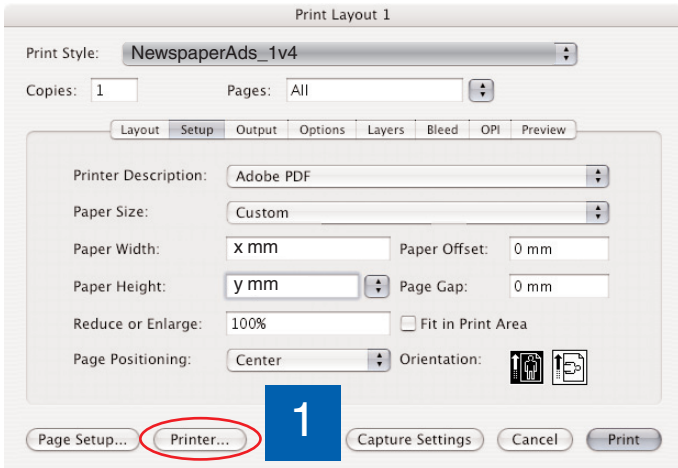 Print Layout 1
Print Style: NewspaperAds_1v4
Copies: 1 Pages: All
Layout Setup Output Options Layers Bleed OPI Preview
Printer Description: Adobe PDF
Paper Size: Custom
Paper Width: x mm Paper Offset: 0 mm
Paper Height: y mm Page Gap: 0 mm
Reduce or Enlarge: 100% Fit in Print Area
Page Positioning: Center Orientation:
Page Setup... Printer... 1 Capture Settings Cancel Print